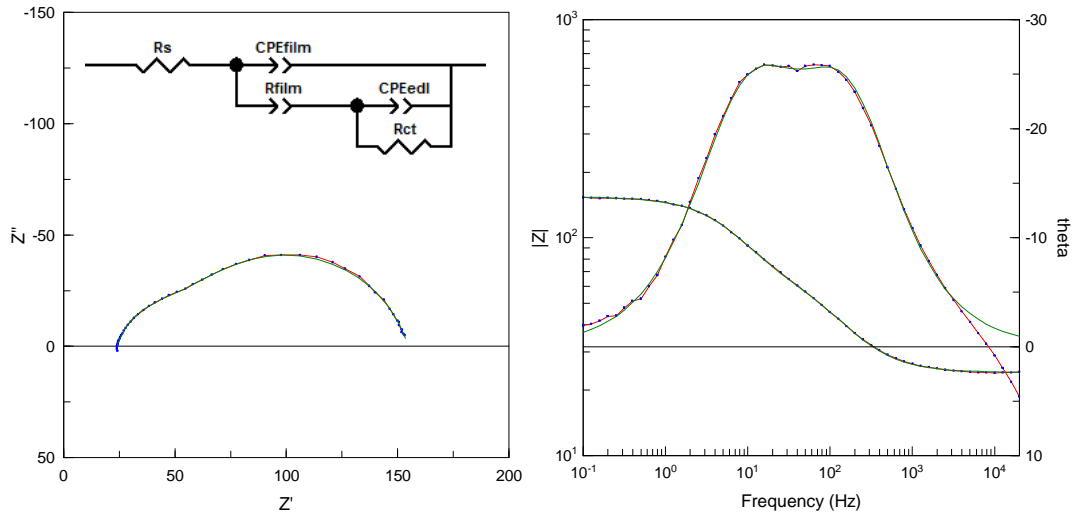 -150
-100
-50
0
50
0
50
100
150
200
Z''
Z'
Rs
CPEfilm
Rfilm
CPEedl
Rct
10³
10²
10¹
|Z|
-30
-20
-10
0
10
theta
10⁻¹
10⁰
10¹
10²
10³
10⁴
Frequency (Hz)